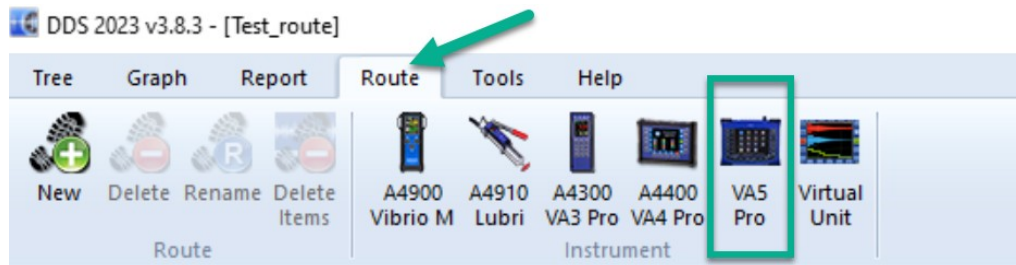 DDS 2023 v3.8.3 - [Test_route]
Tree Graph Report Route Tools Help
New Delete Rename Delete Items A4900 Vibrio M A4910 Lubri A4300 VA3 Pro A4400 VA4 Pro VA5 Pro Virtual Unit
Route Instrument